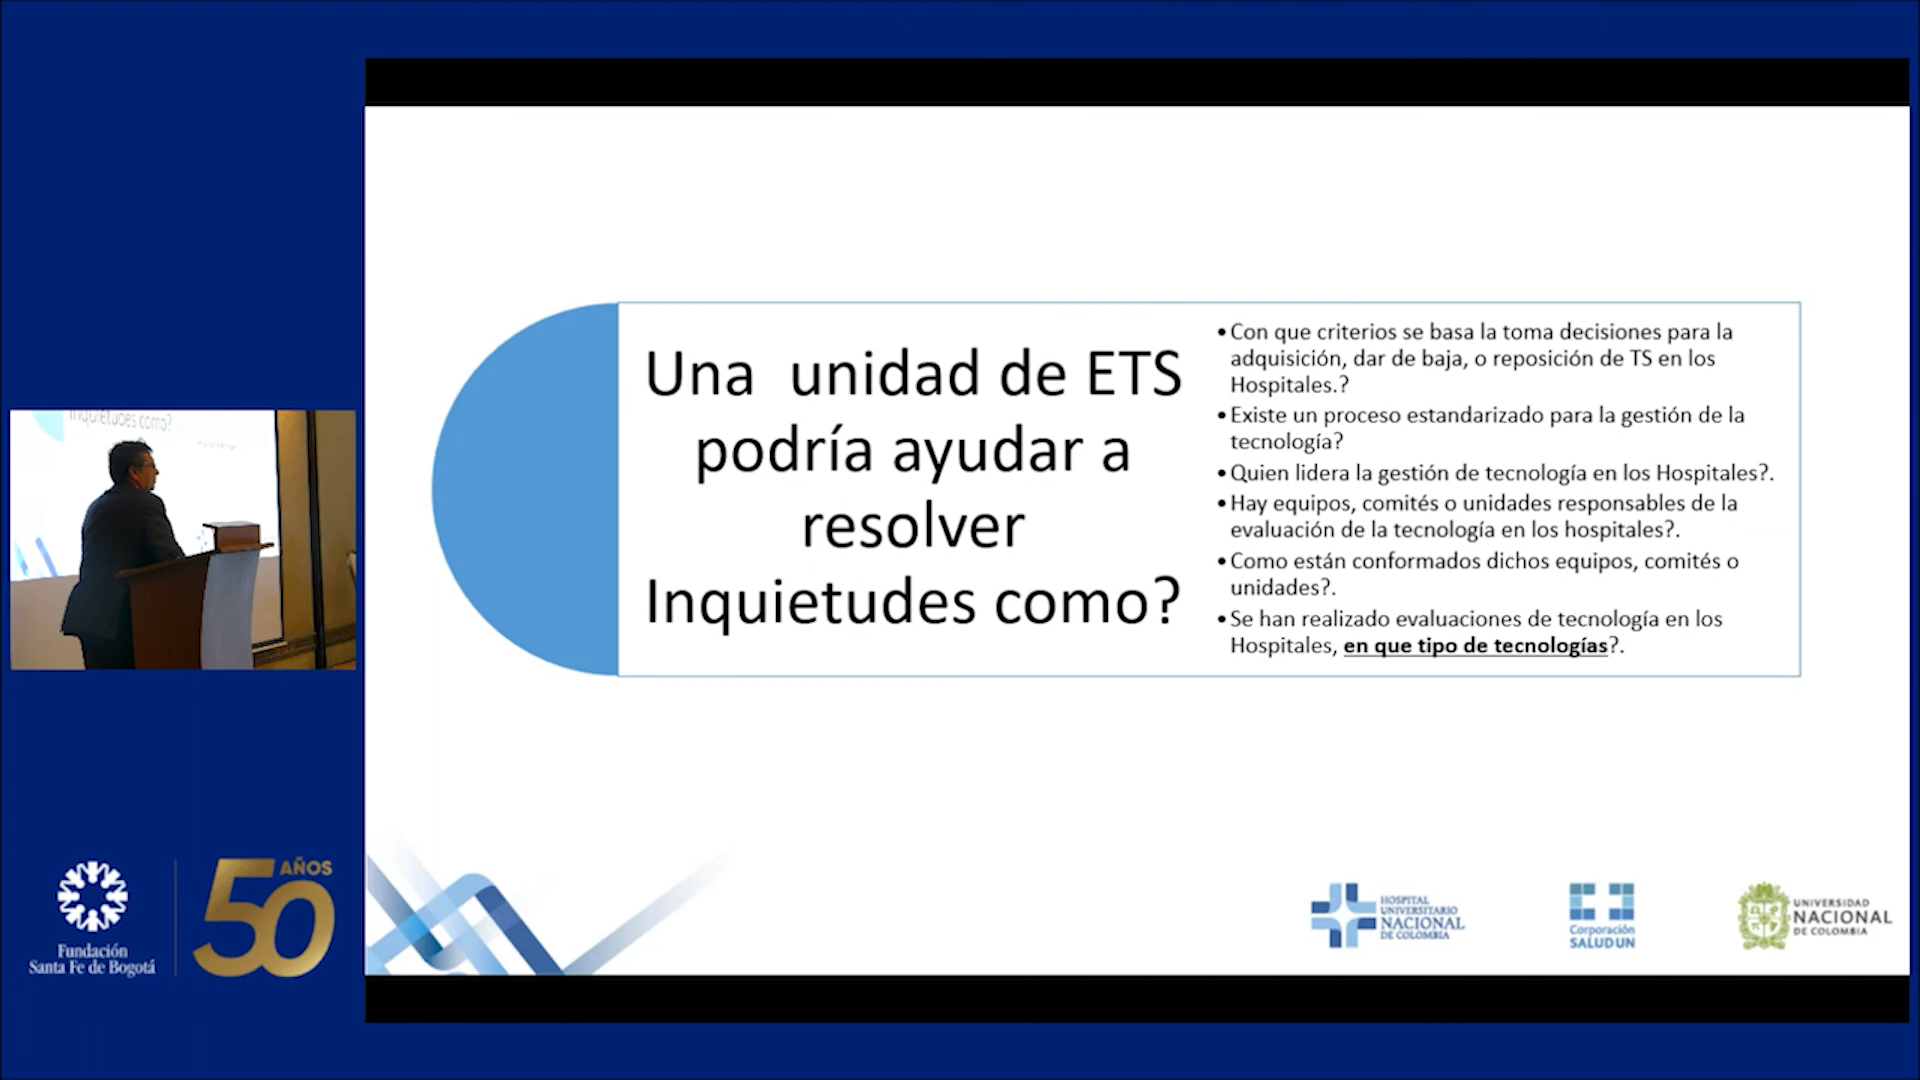 Una  unidad de ETS
podría ayudar a
resolver
Inquietudes como?
•Con que criterios se basa la toma decisiones para la
adquisición, dar de baja, o reposición de TS en los
Hospitales.?
•Existe un proceso estandarizado para la gestión de la
tecnología?
•Quien lidera la gestión de tecnología en los Hospitales?.
•Hay equipos, comités o unidades responsables de la
evaluación de la tecnología en los hospitales?.
•Como están conformados dichos equipos, comités o
unidades?.
•Se han realizado evaluaciones de tecnología en los
Hospitales, en que tipo de tecnologías?.
Inquietudes como?
Fundación
Santa Fe de Bogotá
50 AÑOS
HOSPITAL
UNIVERSITARIO
NACIONAL
DE COLOMBIA
Corporación
SALUD UN
UNIVERSIDAD
NACIONAL
DE COLOMBIA